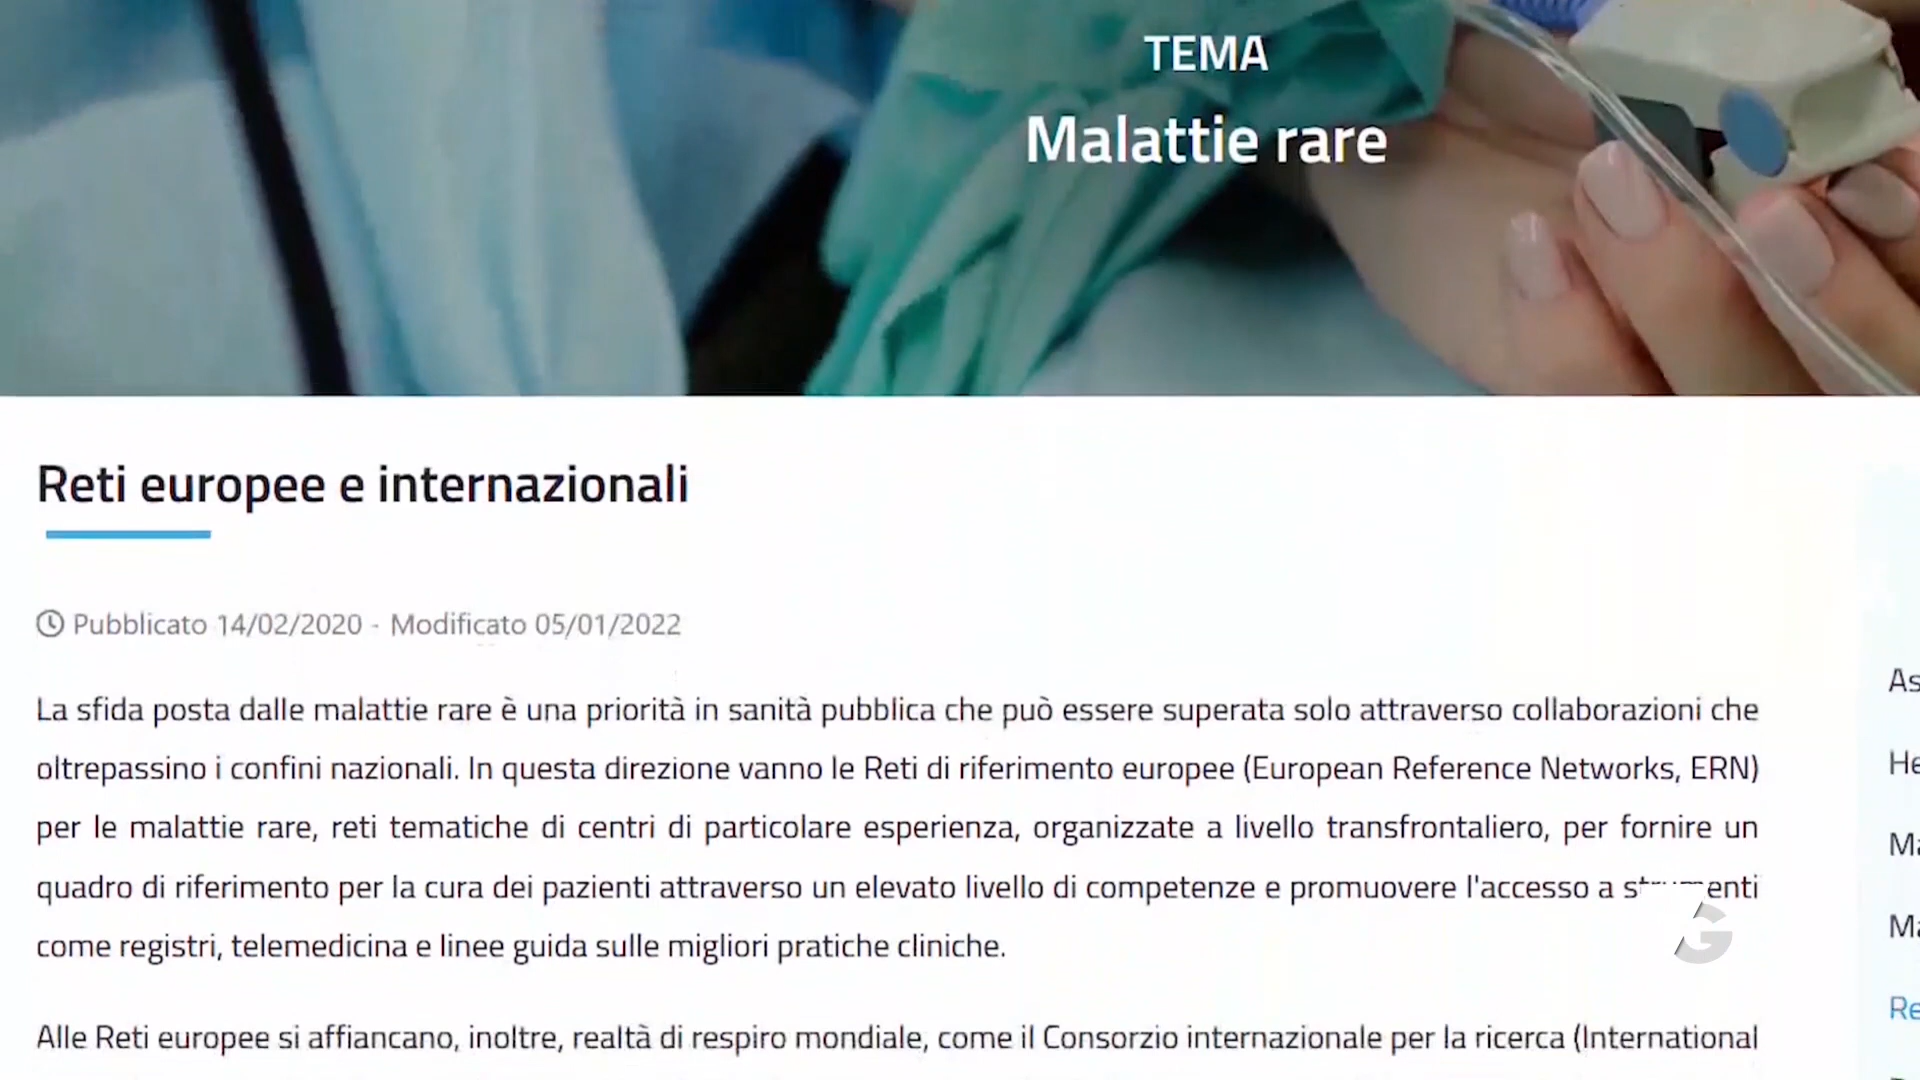 TEMA
Malattie rare
Reti europee e internazionali
Pubblicato 14/02/2020 - Modificato 05/01/2022
La sfida posta dalle malattie rare è una priorità in sanità pubblica che può essere superata solo attraverso collaborazioni che
oltrepassino i confini nazionali. In questa direzione vanno le Reti di riferimento europee (European Reference Networks, ERN)
per le malattie rare, reti tematiche di centri di particolare esperienza, organizzate a livello transfrontaliero, per fornire un
quadro di riferimento per la cura dei pazienti attraverso un elevato livello di competenze e promuovere l'accesso a strumenti
come registri, telemedicina e linee guida sulle migliori pratiche cliniche.
Alle Reti europee si affiancano, inoltre, realtà di respiro mondiale, come il Consorzio internazionale per la ricerca (International
As
He
Ma
Ma
Re
G